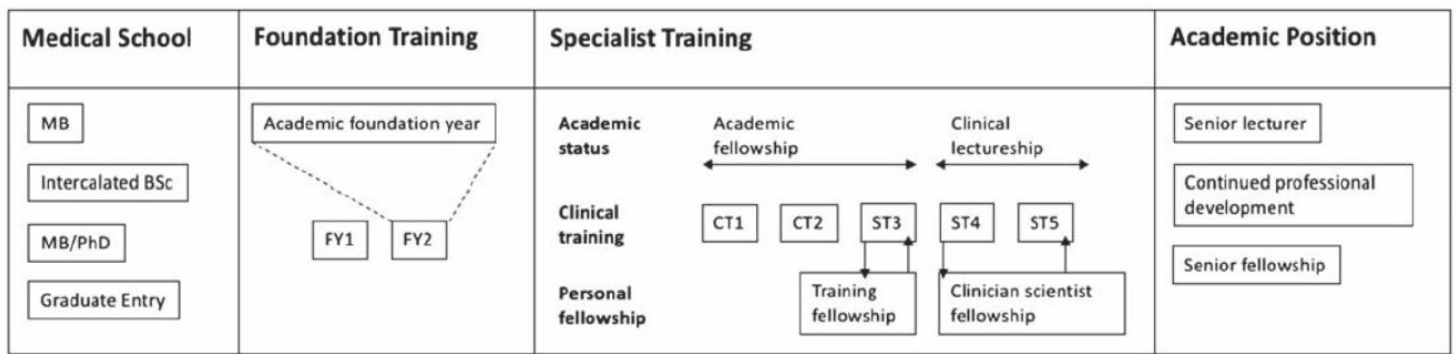 Medical School
Foundation Training
Specialist Training
Academic Position
MB
Intercalated BSc
MB/PhD
Graduate Entry
Academic foundation year
FY1
FY2
Academic
status
Academic
fellowship
Clinical
lectureship
Clinical
training
CT1
CT2
ST3
ST4
ST5
Personal
fellowship
Training
fellowship
Clinician scientist
fellowship
Senior lecturer
Continued professional
development
Senior fellowship